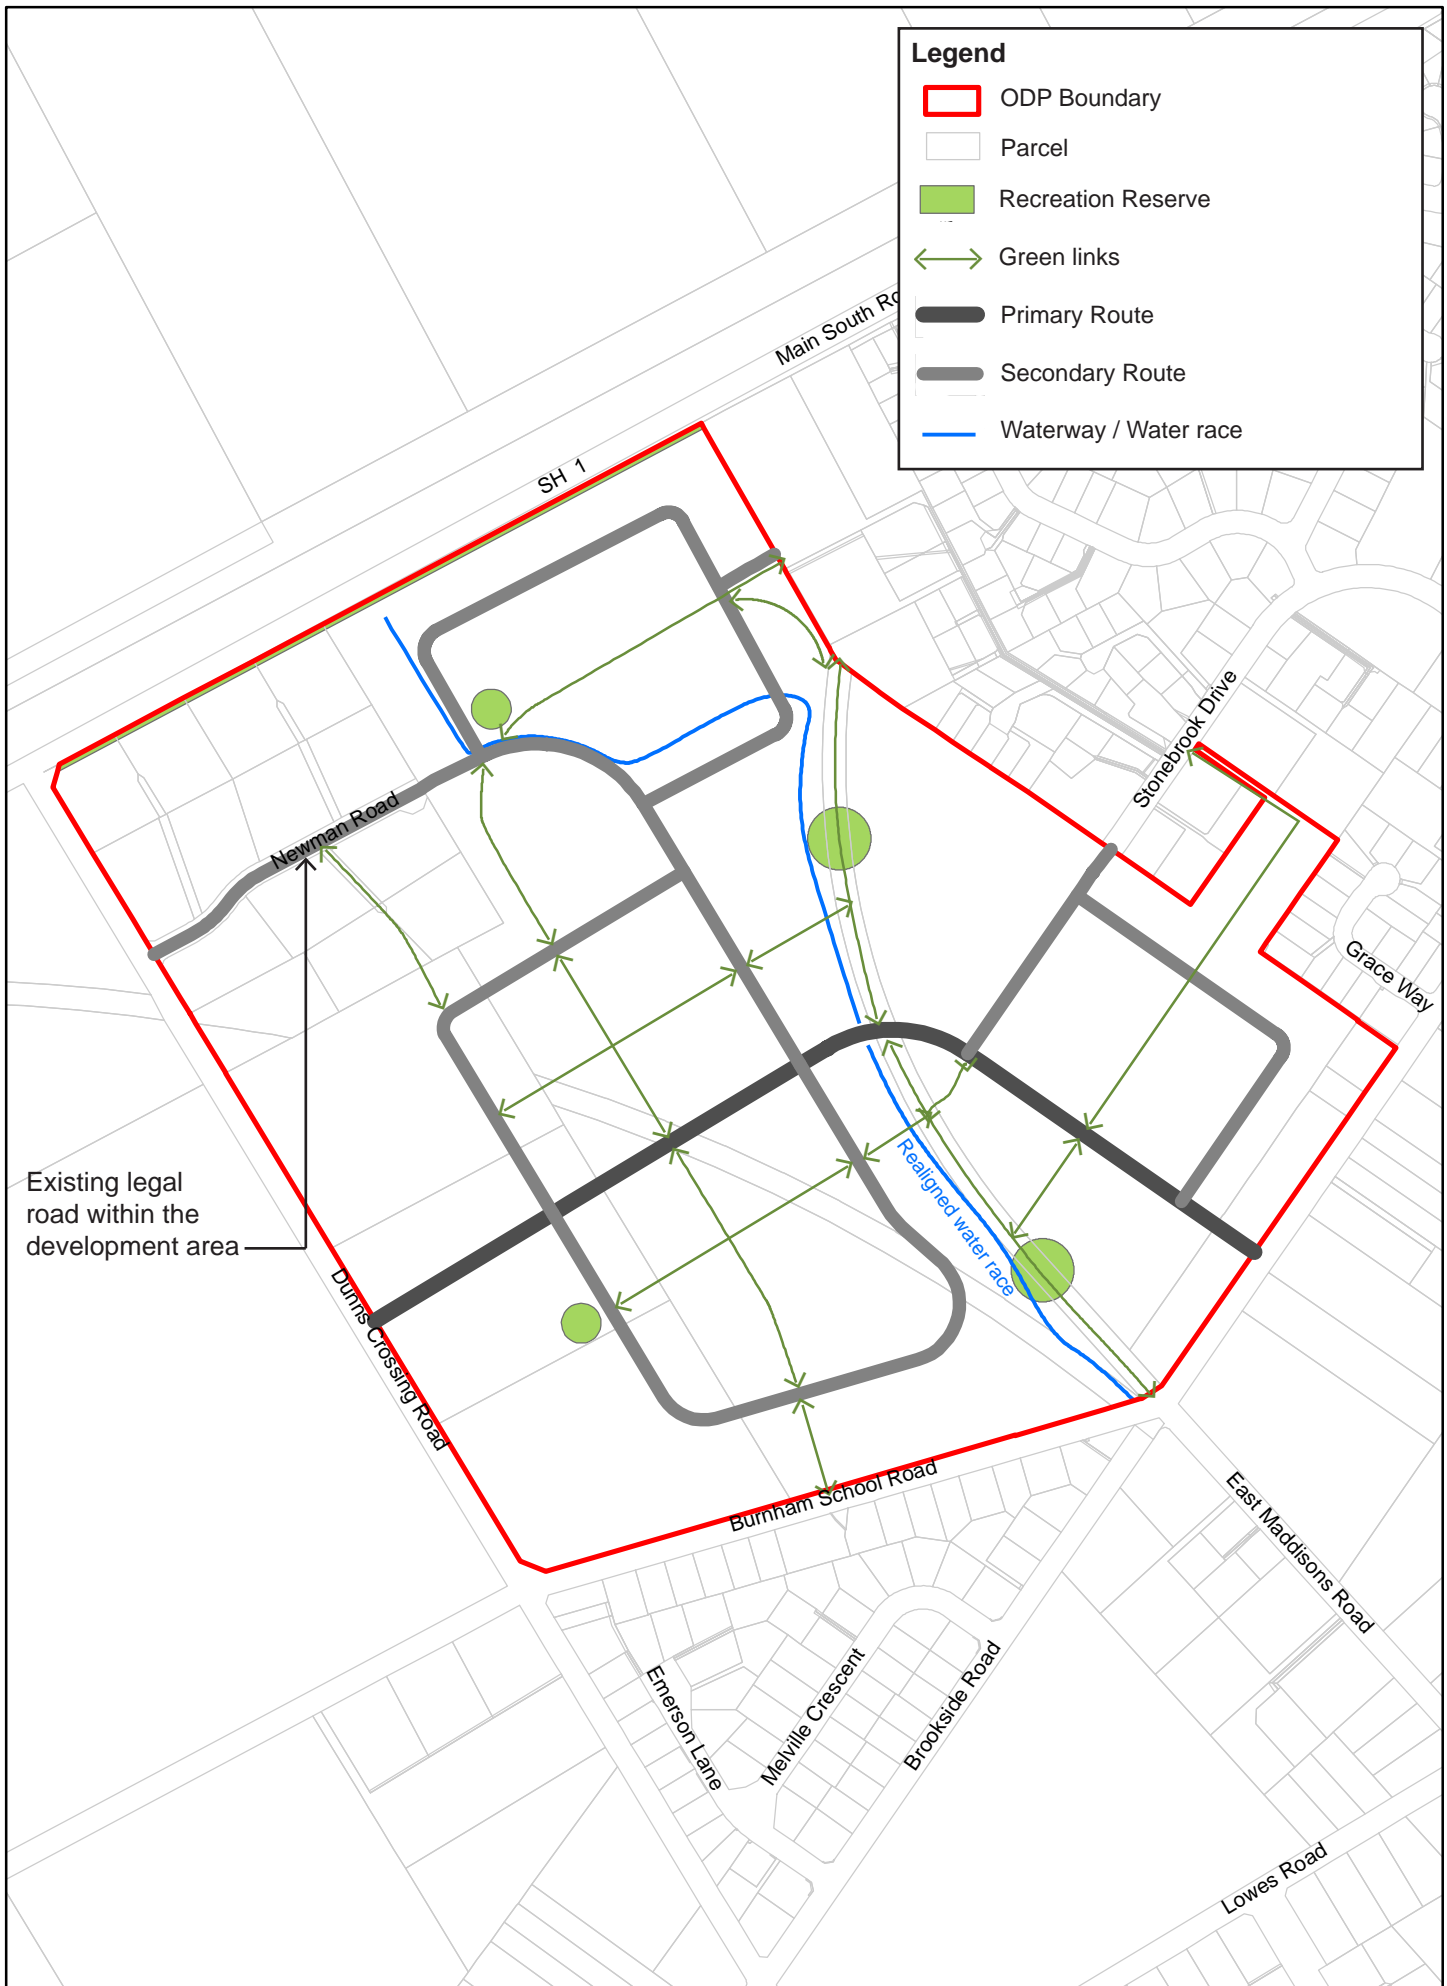 Legend
ODP Boundary
Parcel
Recreation Reserve
Green links
Primary Route
Secondary Route
Waterway / Water race
Main South Ro
SH 1
Stonebrook Drive
Newman Road
Grace Way
Existing legal
road within the
development area
Realigned water race
Dunns Crossing Road
Burnham School Road
East Maddisons Road
Emerson Lane
Melville Crescent
Brookside Road
Lowes Road